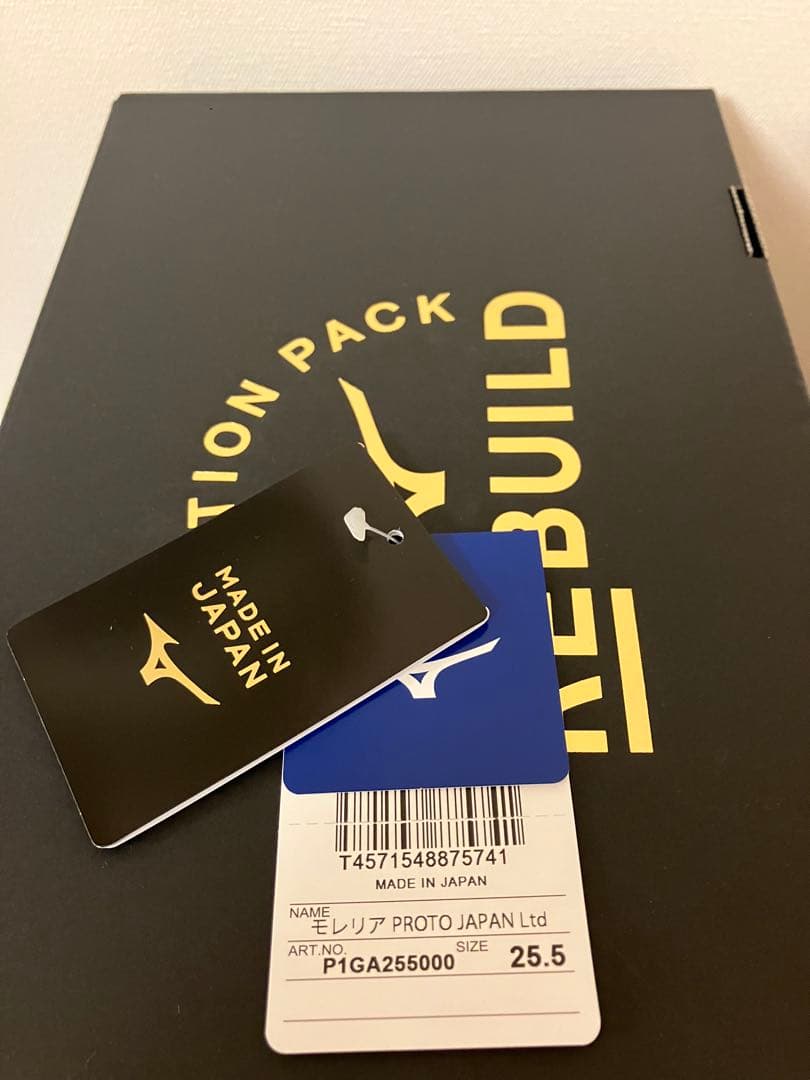 PACK
REBUILD
MADE IN
JAPAN
T4571548875741
MADE IN JAPAN
NAME
モレリア PROTO JAPAN Ltd
ART.NO.
P1GA255000
SIZE
25.5